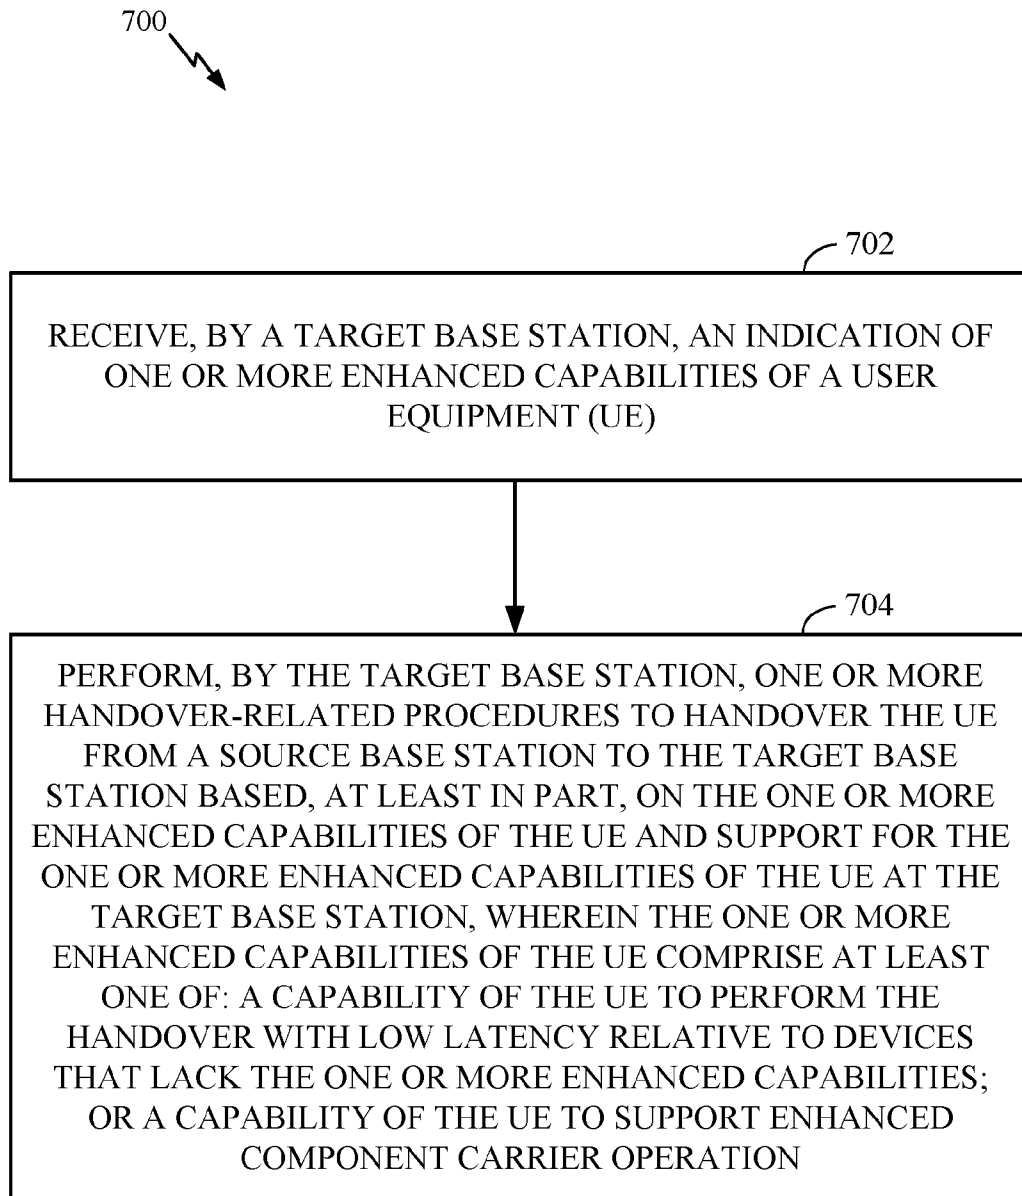 700
702
RECEIVE, BY A TARGET BASE STATION, AN INDICATION OF
ONE OR MORE ENHANCED CAPABILITIES OF A USER
EQUIPMENT (UE)
704
PERFORM, BY THE TARGET BASE STATION, ONE OR MORE
HANDOVER-RELATED PROCEDURES TO HANDOVER THE UE
FROM A SOURCE BASE STATION TO THE TARGET BASE
STATION BASED, AT LEAST IN PART, ON THE ONE OR MORE
ENHANCED CAPABILITIES OF THE UE AND SUPPORT FOR THE
ONE OR MORE ENHANCED CAPABILITIES OF THE UE AT THE
TARGET BASE STATION, WHEREIN THE ONE OR MORE
ENHANCED CAPABILITIES OF THE UE COMPRISE AT LEAST
ONE OF: A CAPABILITY OF THE UE TO PERFORM THE
HANDOVER WITH LOW LATENCY RELATIVE TO DEVICES
THAT LACK THE ONE OR MORE ENHANCED CAPABILITIES;
OR A CAPABILITY OF THE UE TO SUPPORT ENHANCED
COMPONENT CARRIER OPERATION